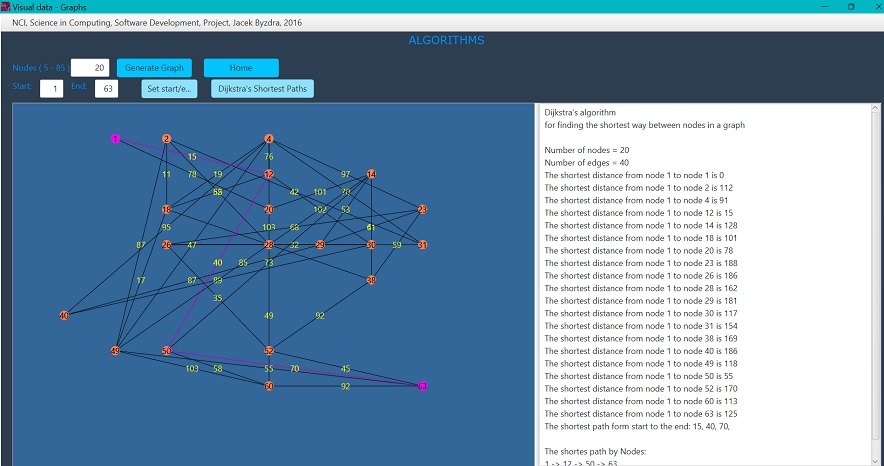 Visual data - Graphs
NCI, Science in Computing, Software Development, Project, Jacek Byzdra, 2016
ALGORITHMS
Nodes ( 5 - 85 ) 20 Generate Graph Home
Start: 1 End: 63 Set start/e... Dijkstra's Shortest Paths
1 2 4
15 76
11 78 19 12 97 14
58 42 101 70
18 20 102 53 23
95 103 68
87 26 47 28 32 29 30 59 31
40 85 73
17 87 89 38
35
40 49 92
49 50 52
103 58 55 70 45
60 92 63
Dijkstra's algorithm
for finding the shortest way between nodes in a graph
Number of nodes = 20
Number of edges = 40
The shortest distance from node 1 to node 1 is 0
The shortest distance from node 1 to node 2 is 112
The shortest distance from node 1 to node 4 is 91
The shortest distance from node 1 to node 12 is 15
The shortest distance from node 1 to node 14 is 128
The shortest distance from node 1 to node 18 is 101
The shortest distance from node 1 to node 20 is 78
The shortest distance from node 1 to node 23 is 188
The shortest distance from node 1 to node 26 is 186
The shortest distance from node 1 to node 28 is 162
The shortest distance from node 1 to node 29 is 181
The shortest distance from node 1 to node 30 is 117
The shortest distance from node 1 to node 31 is 154
The shortest distance from node 1 to node 38 is 169
The shortest distance from node 1 to node 40 is 186
The shortest distance from node 1 to node 49 is 118
The shortest distance from node 1 to node 50 is 55
The shortest distance from node 1 to node 52 is 170
The shortest distance from node 1 to node 60 is 113
The shortest distance from node 1 to node 63 is 125
The shortest path form start to the end: 15, 40, 70,
The shortes path by Nodes:
1 -> 12 -> 50 -> 63